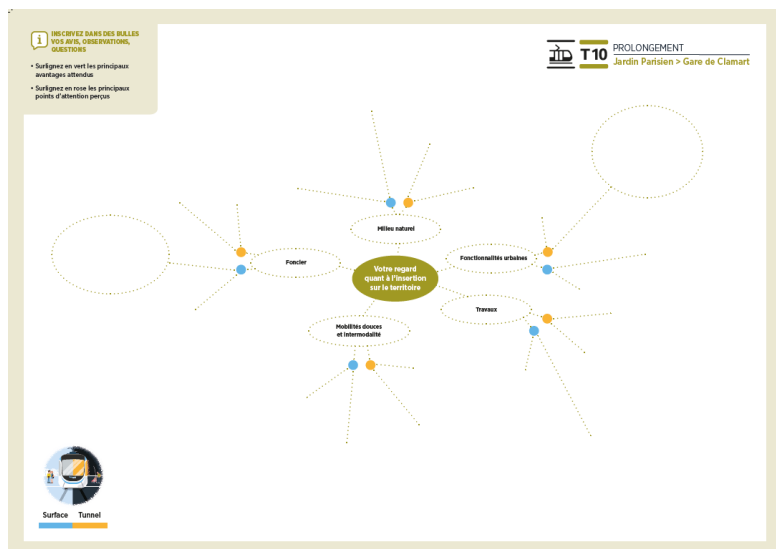 i
INSCRIVEZ DANS DES BULLES
VOS AVIS, OBSERVATIONS,
QUESTIONS
• Surlignez en vert les principaux
avantages attendus
• Surlignez en rose les principaux
points d'attention perçus
T10
PROLONGEMENT
Jardin Parisien > Gare de Clamart
Milieu naturel
Foncier
Fonctionnalités urbaines
Votre regard
quant à l'insertion
sur le territoire
Travaux
Mobilités douces
et intermodalité
Surface Tunnel